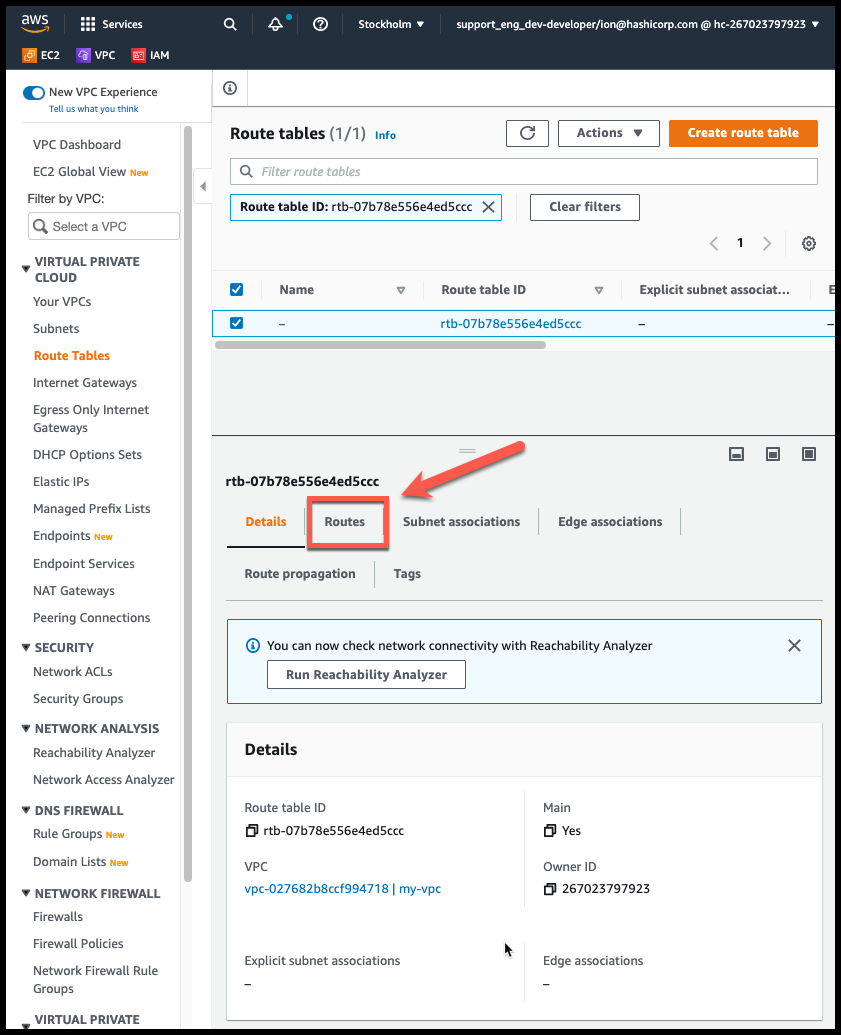 aws
Services
Stockholm ▼
support_eng_dev-developer/ion@hashicorp.com @ hc-267023797923 ▼
EC2
VPC
IAM
New VPC Experience
Tell us what you think
VPC Dashboard
EC2 Global View New
Filter by VPC:
Select a VPC
VIRTUAL PRIVATE
CLOUD
Your VPCs
Subnets
Route Tables
Internet Gateways
Egress Only Internet
Gateways
DHCP Options Sets
Elastic IPs
Managed Prefix Lists
Endpoints New
Endpoint Services
NAT Gateways
Peering Connections
SECURITY
Network ACLs
Security Groups
NETWORK ANALYSIS
Reachability Analyzer
Network Access Analyzer
DNS FIREWALL
Rule Groups New
Domain Lists New
NETWORK FIREWALL
Firewalls
Firewall Policies
Network Firewall Rule
Groups
VIRTUAL PRIVATE
Route tables (1/1) Info
Actions ▼
Create route table
Filter route tables
Route table ID: rtb-07b78e556e4ed5ccc
Clear filters
1
Name
Route table ID
Explicit subnet associat...
–
rtb-07b78e556e4ed5ccc
–
–
rtb-07b78e556e4ed5ccc
Details
Routes
Subnet associations
Edge associations
Route propagation
Tags
You can now check network connectivity with Reachability Analyzer
Run Reachability Analyzer
Details
Route table ID
rtb-07b78e556e4ed5ccc
Main
Yes
VPC
vpc-027682b8ccf994718 | my-vpc
Owner ID
267023797923
Explicit subnet associations
–
Edge associations
–